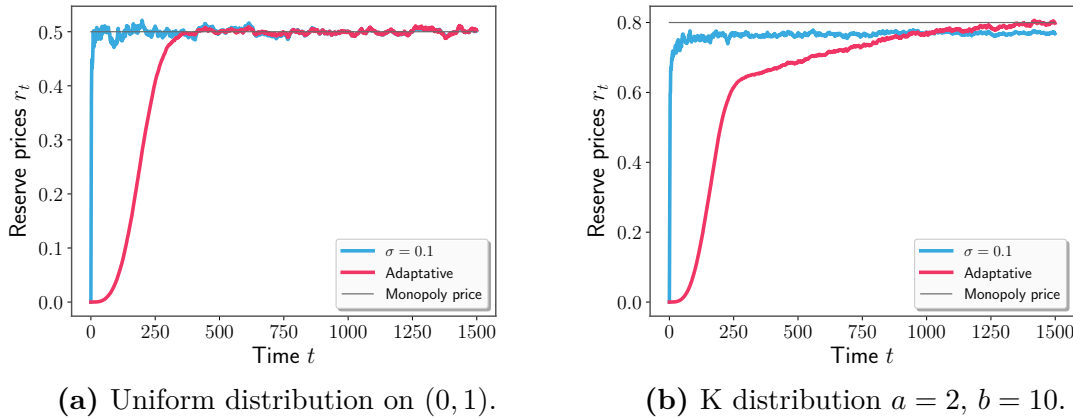 Reserve prices r_t
0.5
0.4
0.3
0.2
0.1
0.0
σ = 0.1
Adaptative
Monopoly price
0 250 500 750 1000 1250 1500
Time t
(a) Uniform distribution on (0, 1).
Reserve prices r_t
0.8
0.6
0.4
0.2
0.0
σ = 0.1
Adaptative
Monopoly price
0 250 500 750 1000 1250 1500
Time t
(b) K distribution a = 2, b = 10.